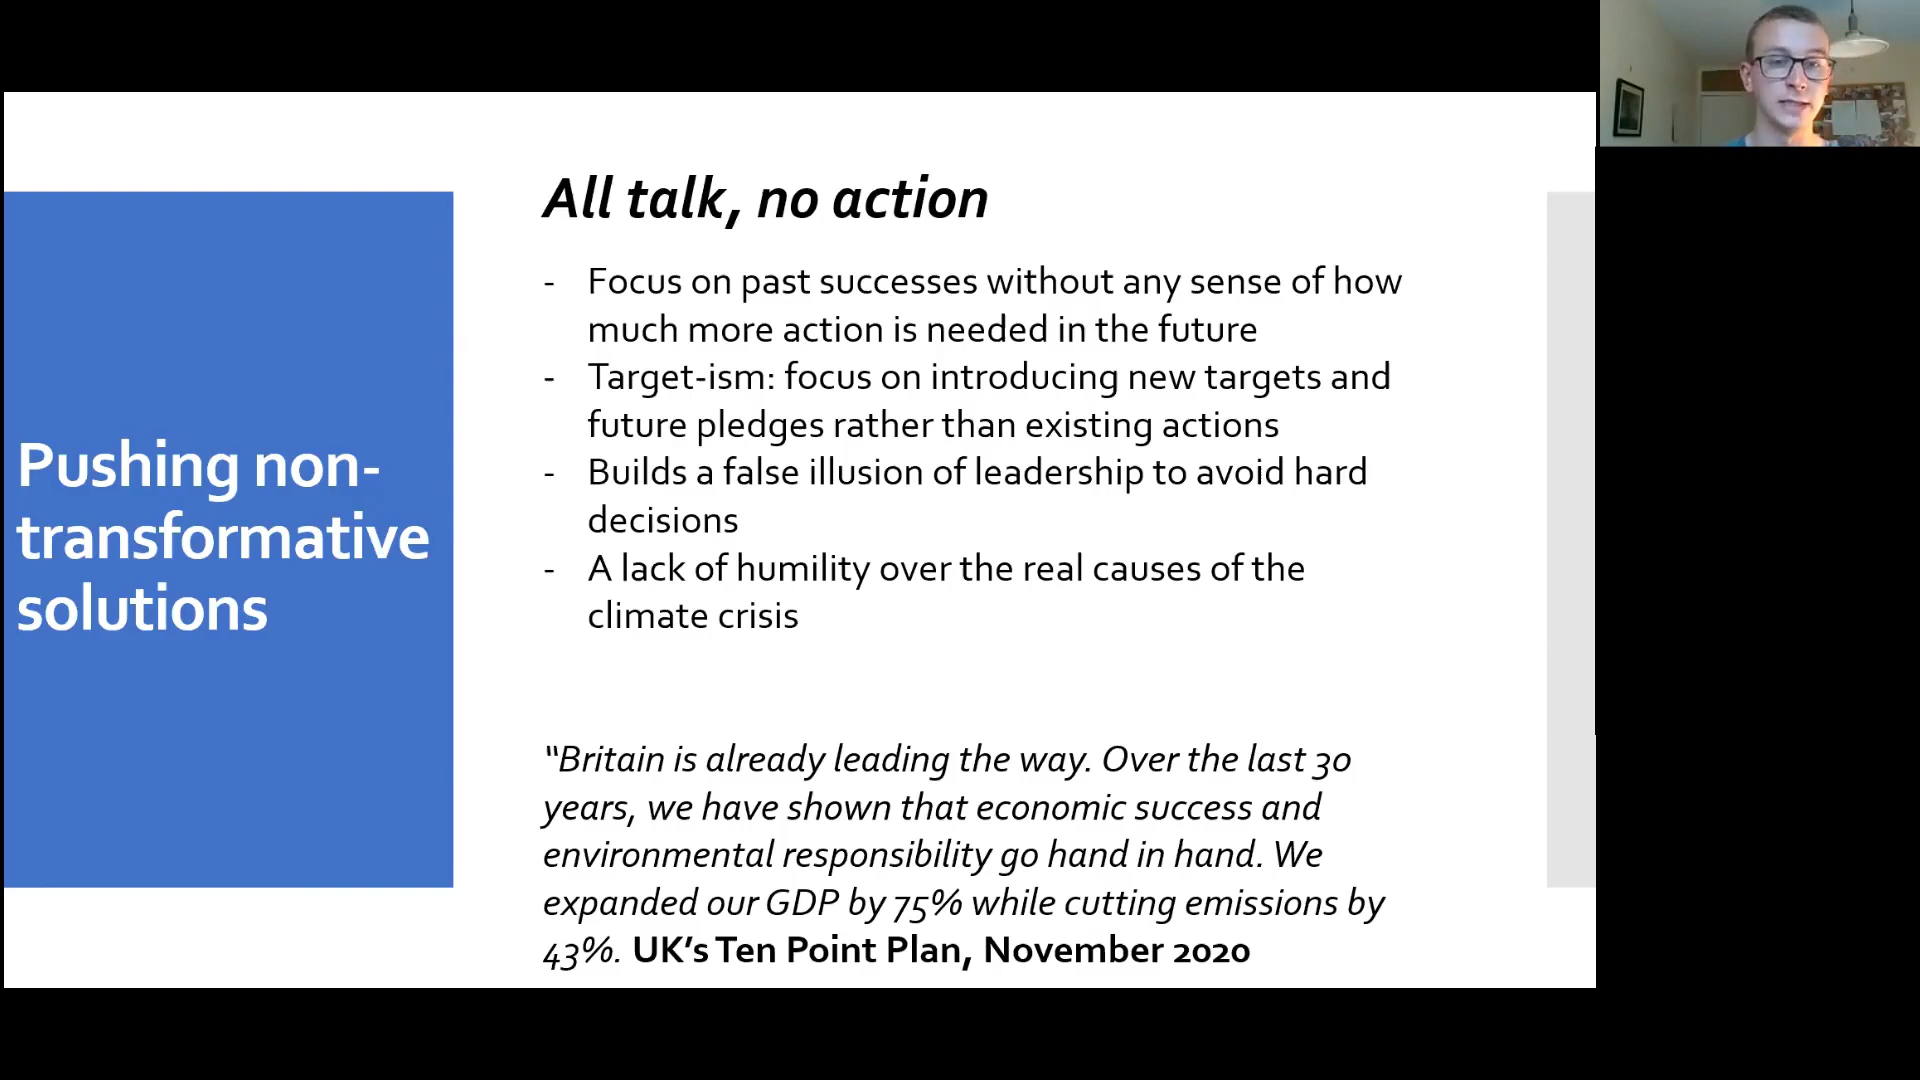 Pushing non-
transformative
solutions
All talk, no action
- Focus on past successes without any sense of how
much more action is needed in the future
- Target-ism: focus on introducing new targets and
future pledges rather than existing actions
- Builds a false illusion of leadership to avoid hard
decisions
- A lack of humility over the real causes of the
climate crisis
“Britain is already leading the way. Over the last 30
years, we have shown that economic success and
environmental responsibility go hand in hand. We
expanded our GDP by 75% while cutting emissions by
43%. UK’s Ten Point Plan, November 2020